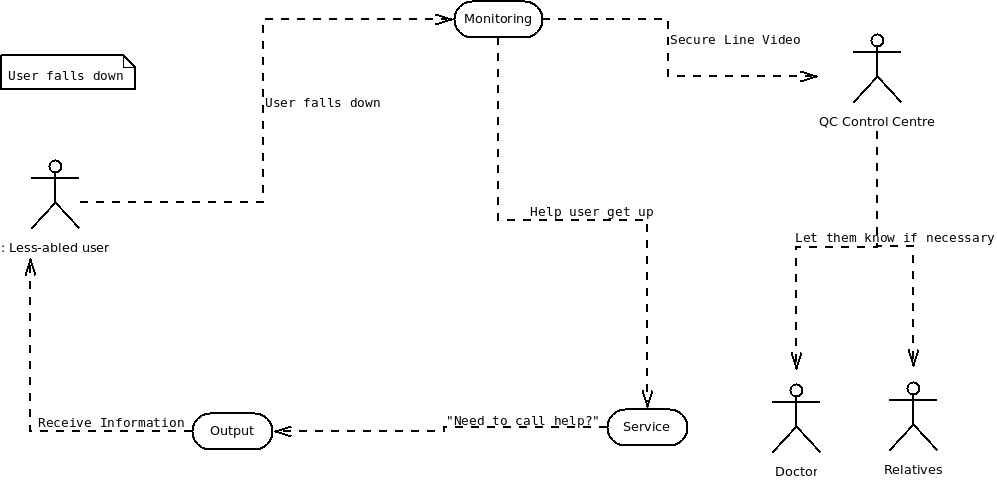 Monitoring
Secure Line Video
User falls down
User falls down
QC Control Centre
Help user get up
Let them know if necessary
: Less-abled user
Receive Information
Output
"Need to call help?"
Service
Doctor
Relatives